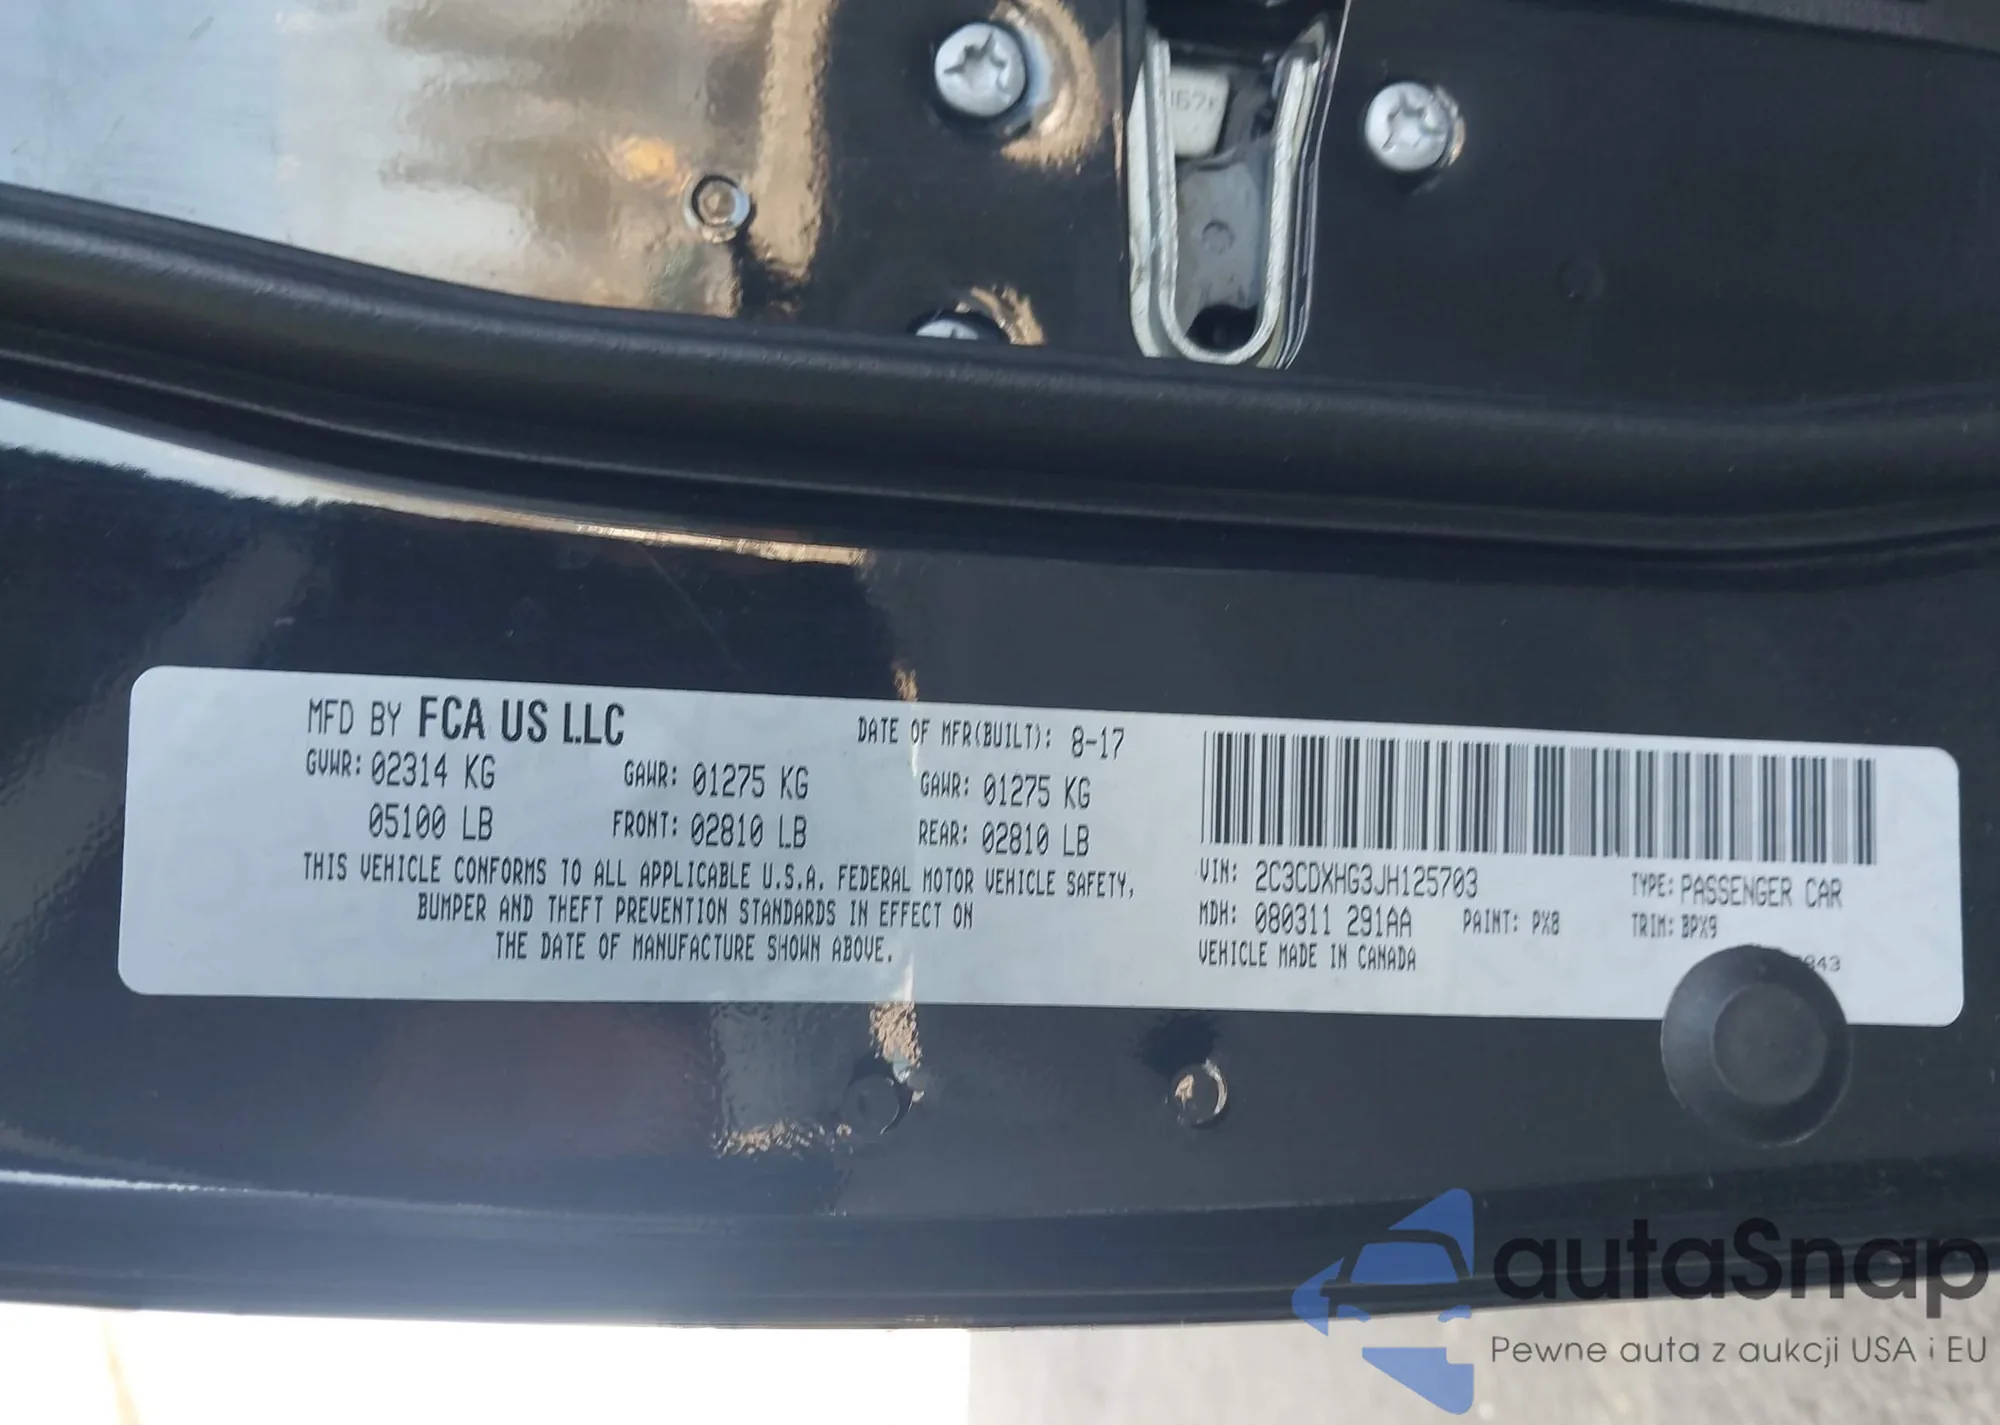 MFD BY FCA US LLC
DATE OF MFR(BUILT): 8-17
GVWR: 02314 KG
GAWR: 01275 KG
GAWR: 01275 KG
05100 LB
FRONT: 02810 LB
REAR: 02810 LB
THIS VEHICLE CONFORMS TO ALL APPLICABLE U.S.A. FEDERAL MOTOR VEHICLE SAFETY,
BUMPER AND THEFT PREVENTION STANDARDS IN EFFECT ON
THE DATE OF MANUFACTURE SHOWN ABOVE.
VIN: 2C3CDXHG3JH125703
TYPE: PASSENGER CAR
MDH: 080311 291AA
PAINT: PX8
TRIM: BPX9
VEHICLE MADE IN CANADA
autaSnap
Pewne auta z aukcji USA i EU